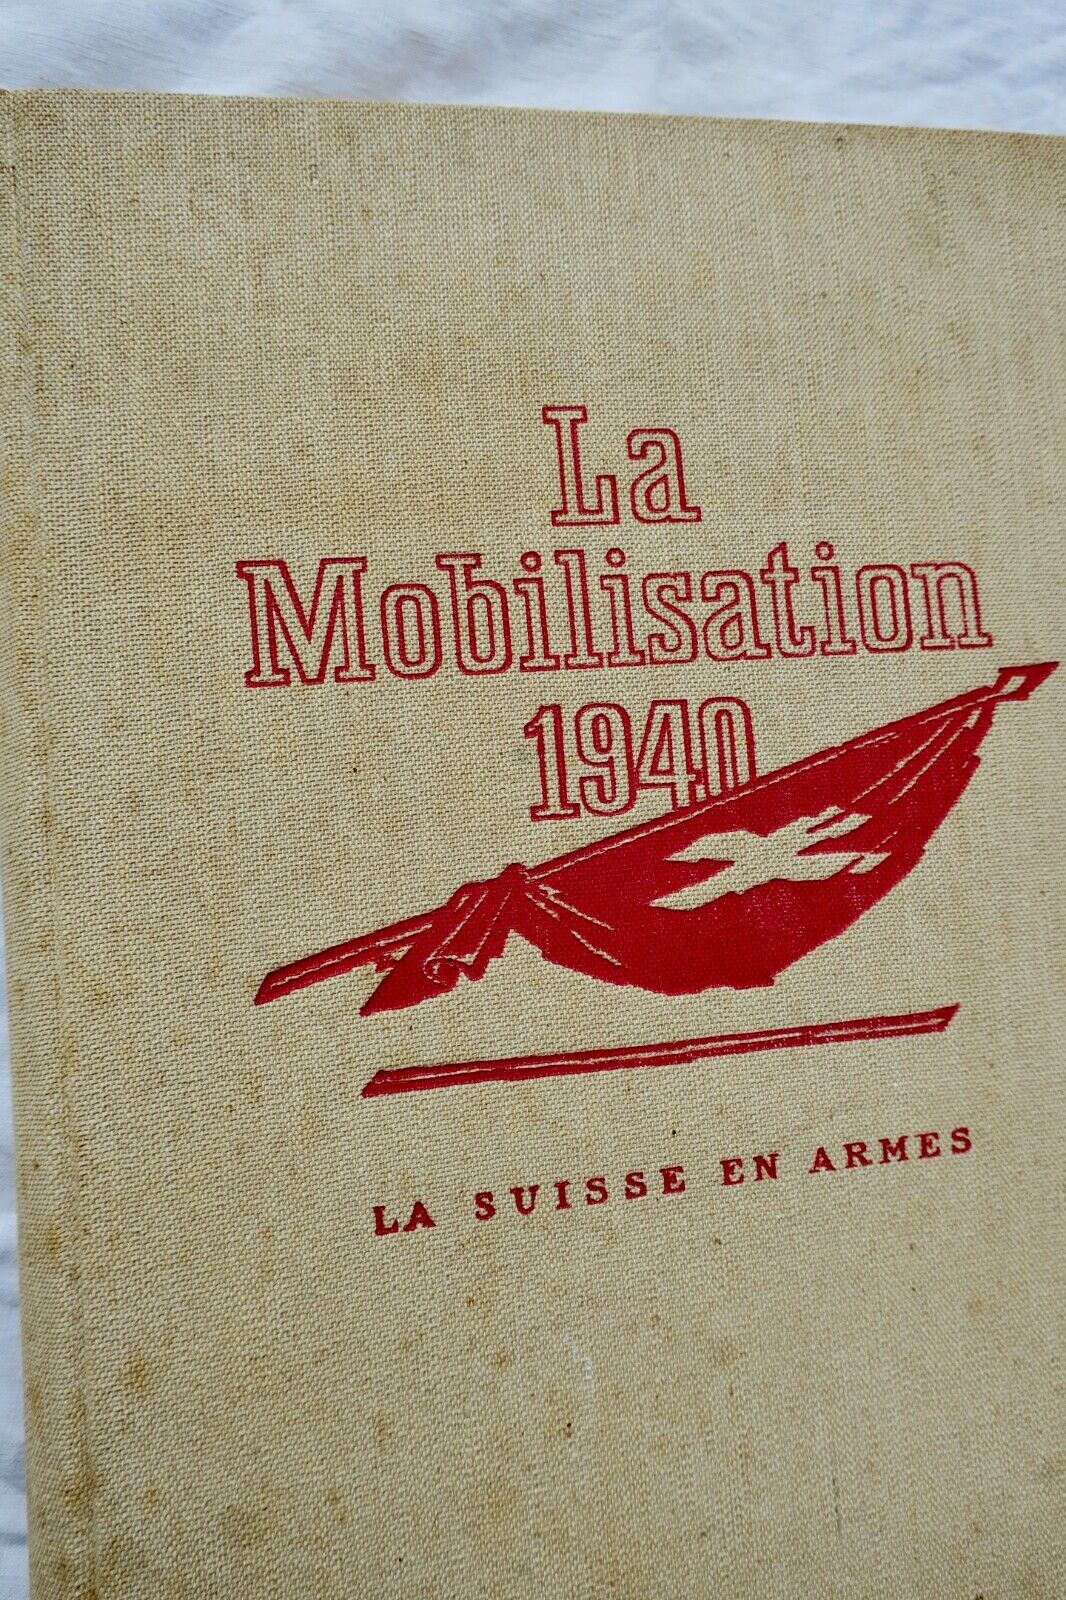 La
Mobilisation
1940
LA SUISSE EN ARMES